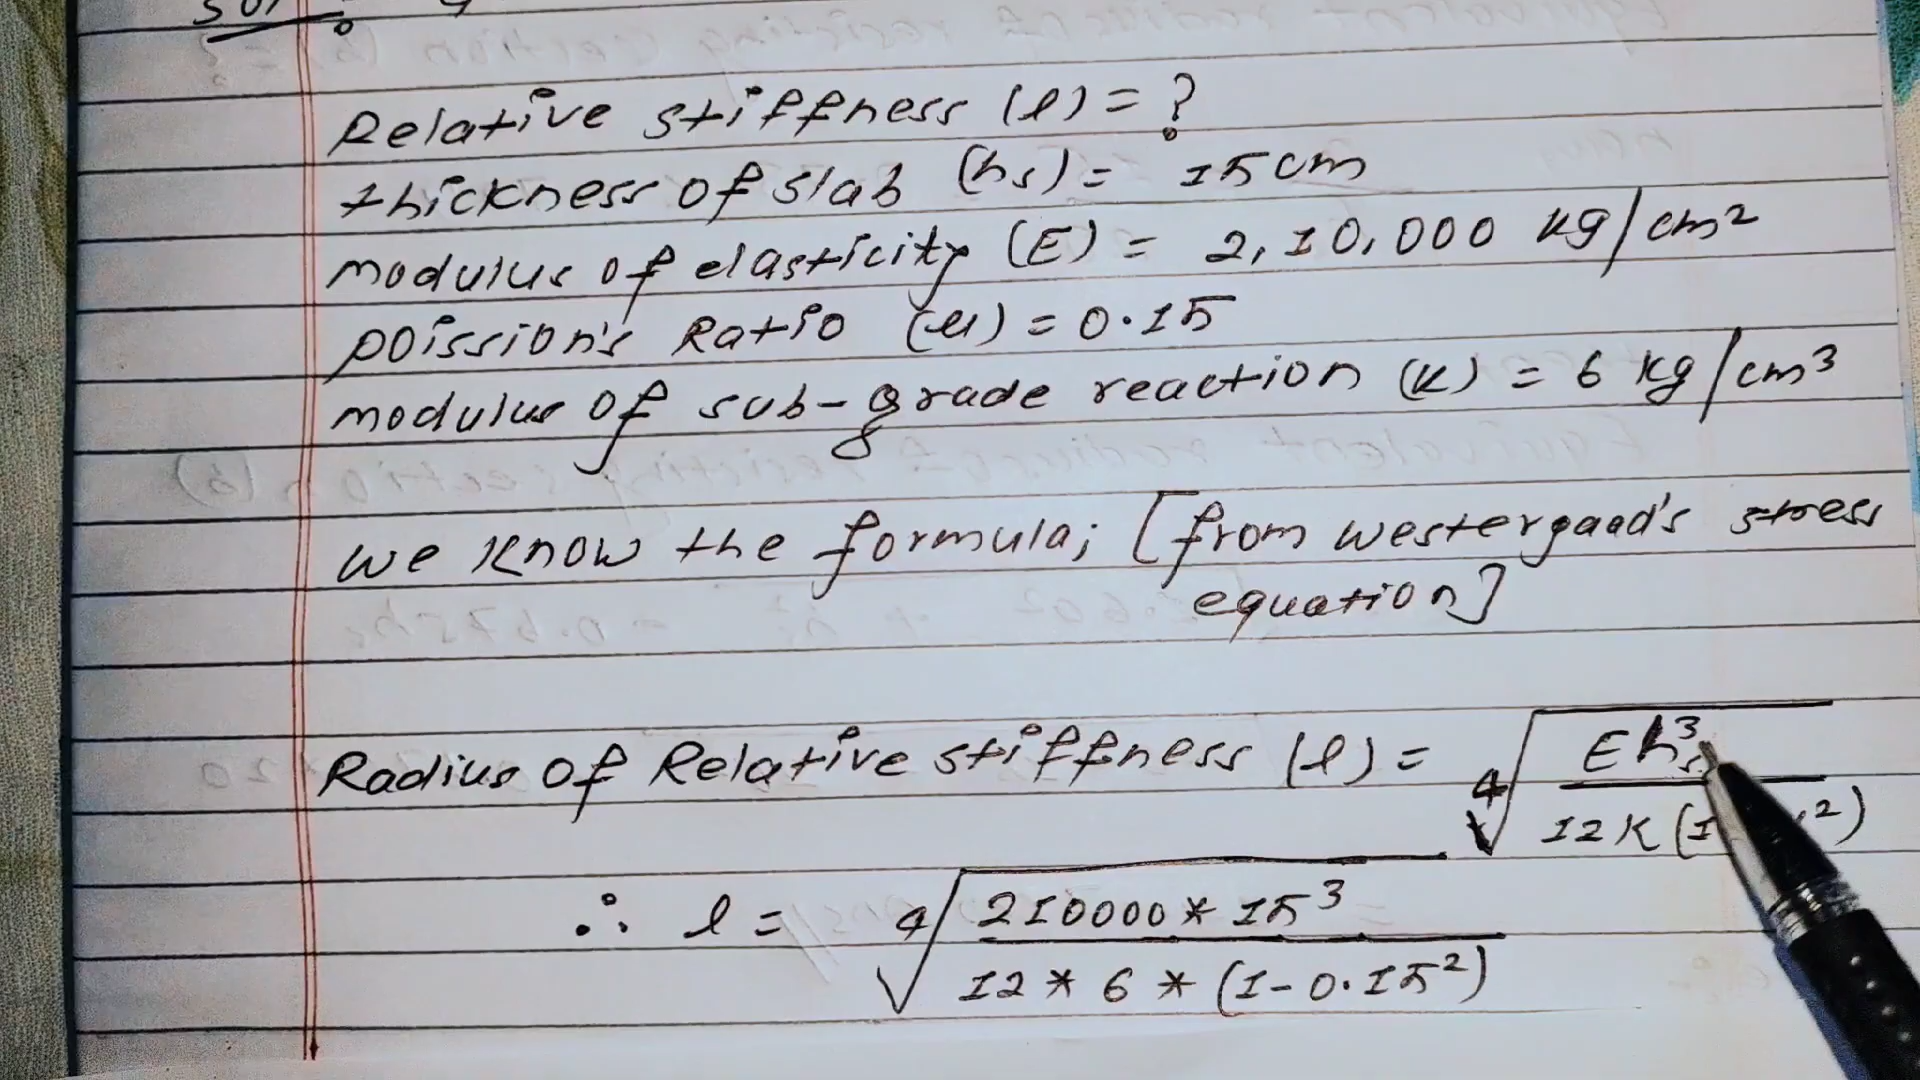 Relative stiffness (l) = ?
thickness of slab (hs) = 15 cm
modulus of elasticity (E) = 2,10,000 kg/cm²
poission's Ratio (μ) = 0.15
modulus of sub-grade reaction (K) = 6 kg/cm³
we know the formula; [from westergaad's stress
equation]
Radius of Relative stiffness (l) = ⁴√ Ehs³
12K(1 ²)
∴ l = ⁴√ 210000 * 15³
12 * 6 * (1-0.15²)